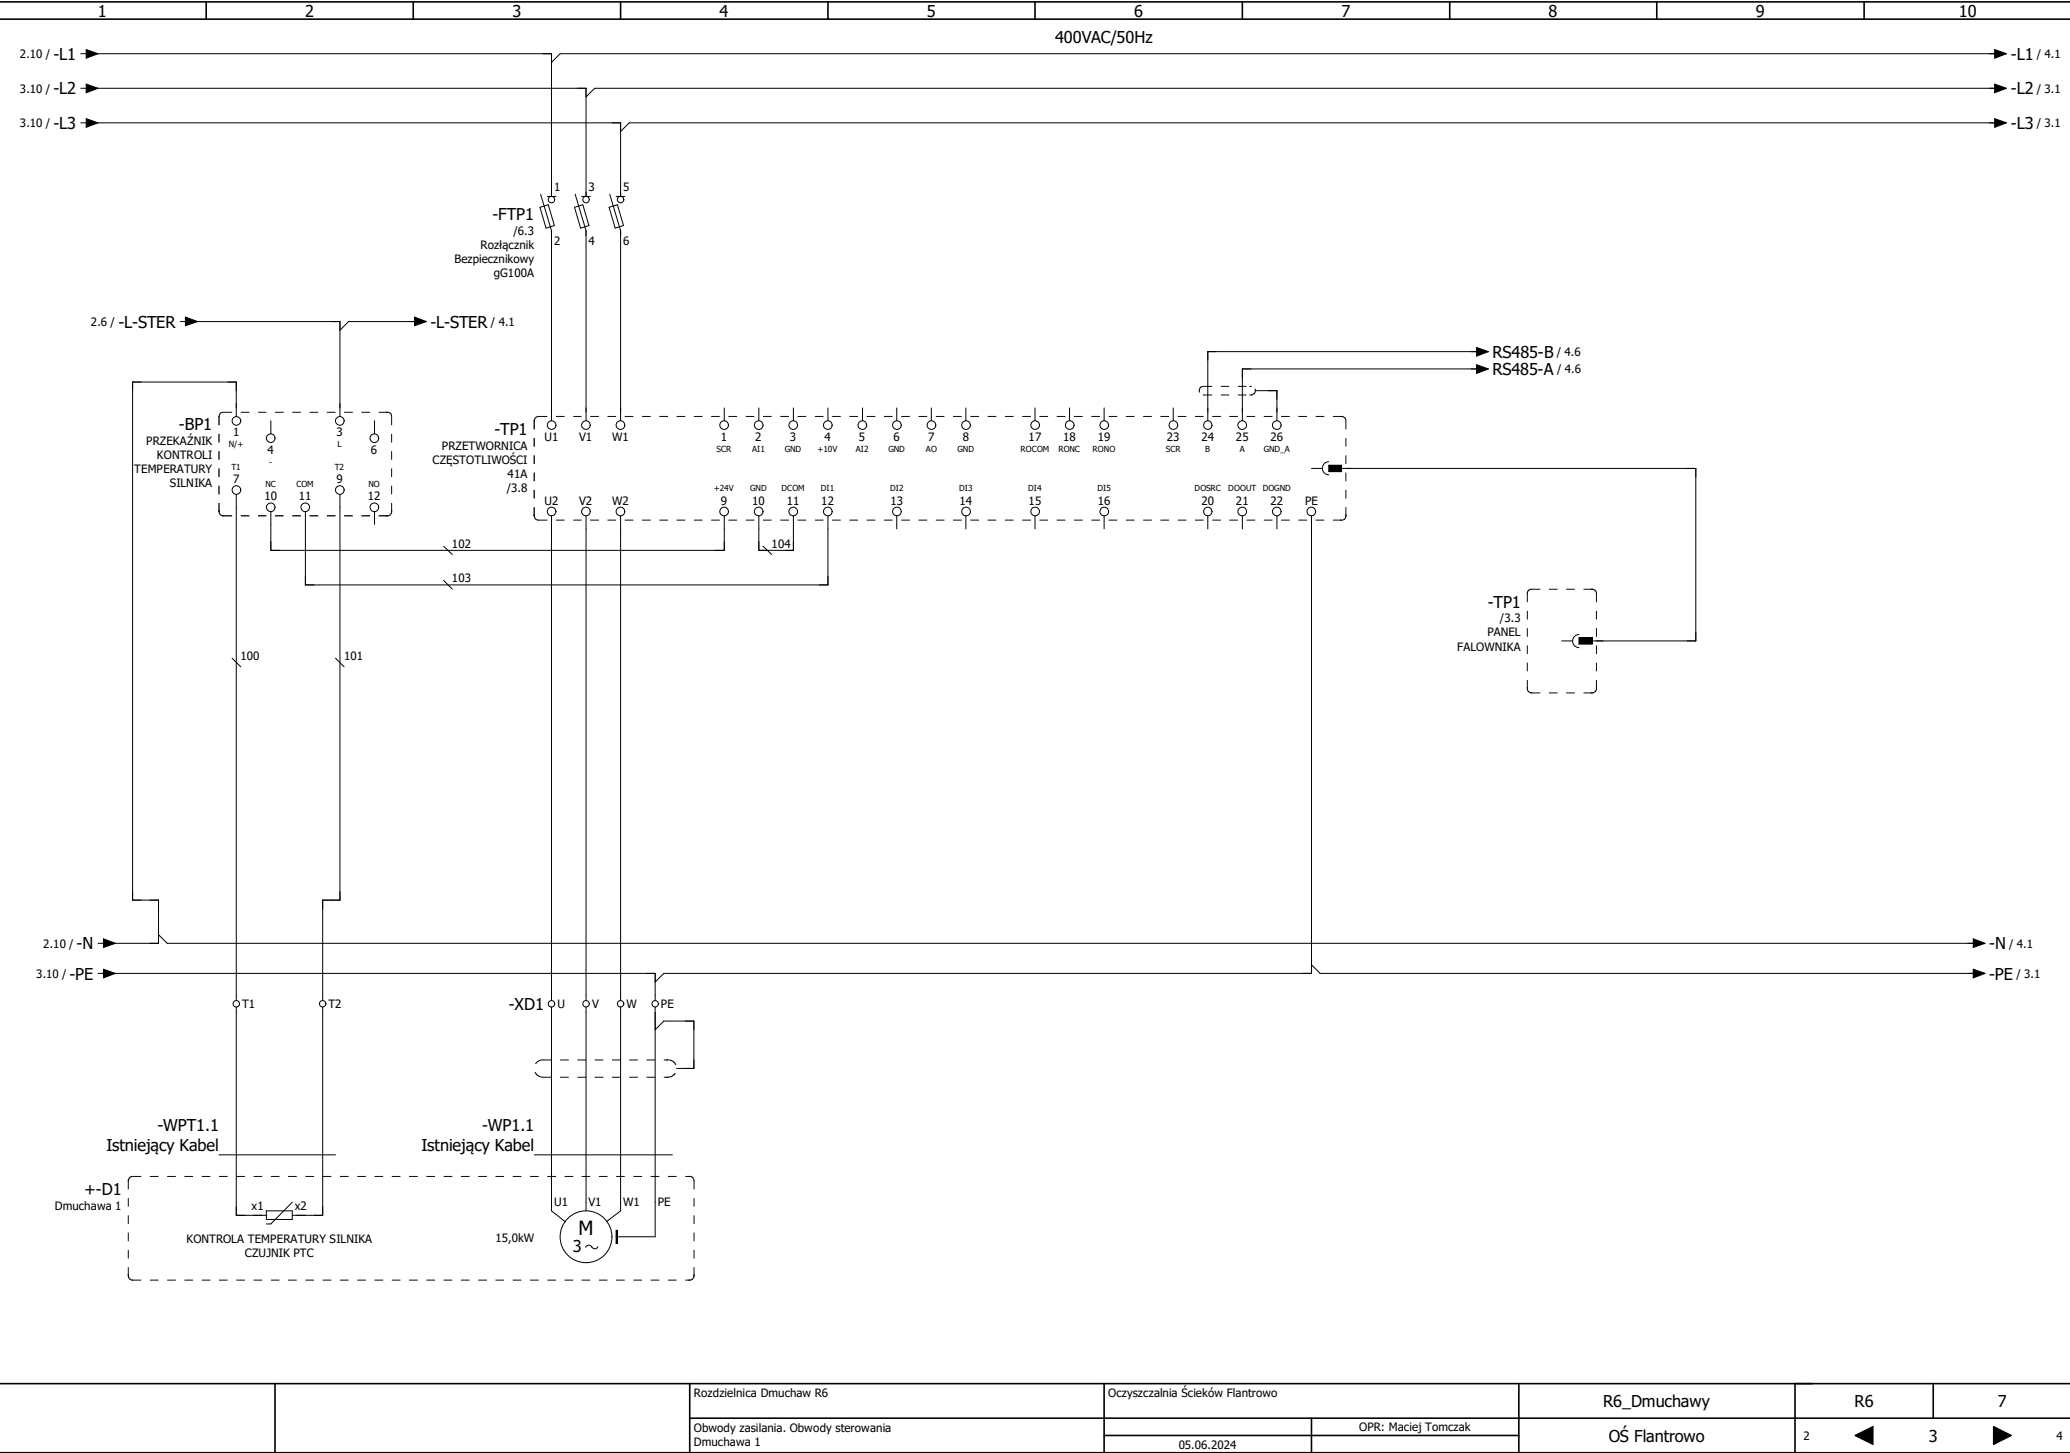 1 2 3 4 5 6 7 8 9 10
400VAC/50Hz
2.10 / -L1
-L1 / 4.1
3.10 / -L2
-L2 / 3.1
3.10 / -L3
-L3 / 3.1
1 3 5
-FTP1
/6.3
Rozłącznik
Bezpiecznikowy
gG100A
2 4 6
2.6 / -L-STER
-L-STER / 4.1
RS485-B / 4.6
RS485-A / 4.6
-BP1
PRZEKAŹNIK
KONTROLI
TEMPERATURY
SILNIKA
1 3
N/+ L
4 6
-
T1 T2
7 9
NC COM NO
10 11 12
-TP1
PRZETWORNICA
CZĘSTOTLIWOŚCI
41A
/3.8
U1 V1 W1
1 2 3 4 5 6 7 8 17 18 19 23 24 25 26
SCR AI1 GND +10V AI2 GND AO GND ROCOM RONC RONO SCR B A GND_A
+24V GND DCOM DI1 DI2 DI3 DI4 DI5 DOSRC DOOUT DOGND
U2 V2 W2 9 10 11 12 13 14 15 16 20 21 22 PE
102
104
103
-TP1
/3.3
PANEL
FALOWNIKA
100
101
2.10 / -N
-N / 4.1
3.10 / -PE
-PE / 3.1
T1 T2
-XD1 U V W PE
-WPT1.1
Istniejący Kabel
-WP1.1
Istniejący Kabel
+-D1
Dmuchawa 1
x1 x2
KONTROLA TEMPERATURY SILNIKA
CZUJNIK PTC
U1 V1 W1 PE
15,0kW
M
3~
Rozdzielnica Dmuchaw R6
Oczyszczalnia Ścieków Flantrowo
R6_Dmuchawy
R6
7
Obwody zasilania. Obwody sterowania
Dmuchawa 1
OPR: Maciej Tomczak
05.06.2024
OŚ Flantrowo
2 3 4